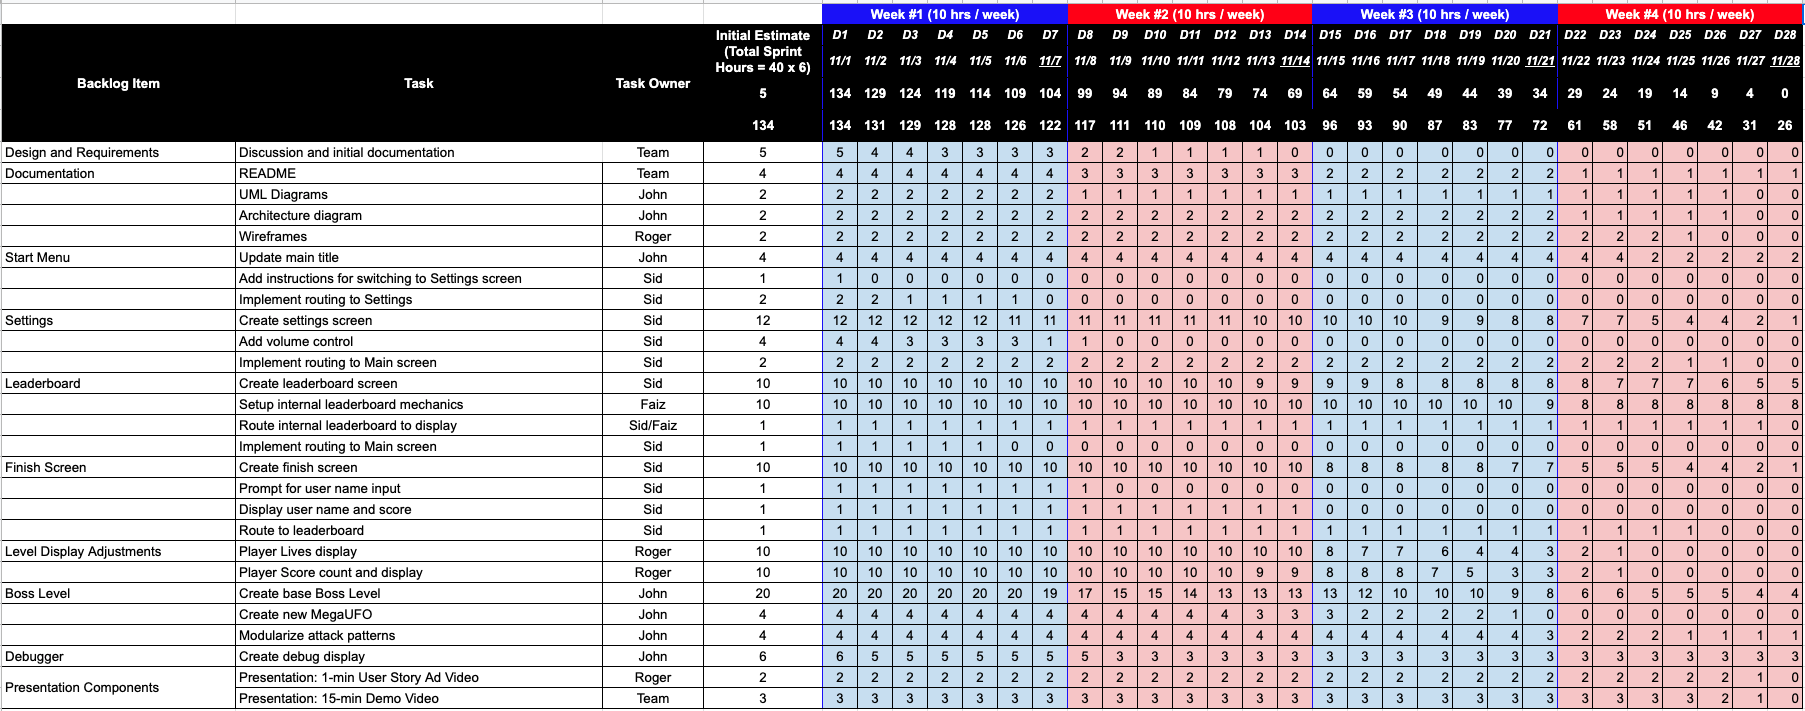 Week #1 (10 hrs / week) Week #2 (10 hrs / week) Week #3 (10 hrs / week) Week #4 (10 hrs / week)
Backlog Item Task Task Owner Initial Estimate (Total Sprint Hours = 40 x 6) D1 D2 D3 D4 D5 D6 D7 D8 D9 D10 D11 D12 D13 D14 D15 D16 D17 D18 D19 D20 D21 D22 D23 D24 D25 D26 D27 D28
11/1 11/2 11/3 11/4 11/5 11/6 11/7 11/8 11/9 11/10 11/11 11/12 11/13 11/14 11/15 11/16 11/17 11/18 11/19 11/20 11/21 11/22 11/23 11/24 11/25 11/26 11/27 11/28
5 134 129 124 119 114 109 104 99 94 89 84 79 74 69 64 59 54 49 44 39 34 29 24 19 14 9 4 0
134 134 131 129 128 128 126 122 117 111 110 109 108 104 103 96 93 90 87 83 77 72 61 58 51 46 42 31 26
Design and Requirements Discussion and initial documentation Team 5 5 4 4 3 3 3 3 2 2 1 1 1 1 0 0 0 0 0 0 0 0 0 0 0 0 0 0 0
Documentation README Team 4 4 4 4 4 4 4 4 3 3 3 3 3 3 3 2 2 2 2 2 2 2 1 1 1 1 1 1 1
UML Diagrams John 2 2 2 2 2 2 2 2 1 1 1 1 1 1 1 1 1 1 1 1 1 1 1 1 1 1 1 0 0
Architecture diagram John 2 2 2 2 2 2 2 2 2 2 2 2 2 2 2 2 2 2 2 2 2 2 1 1 1 1 1 0 0
Wireframes Roger 2 2 2 2 2 2 2 2 2 2 2 2 2 2 2 2 2 2 2 2 2 2 2 2 2 1 0 0 0
Start Menu Update main title John 4 4 4 4 4 4 4 4 4 4 4 4 4 4 4 4 4 4 4 4 4 4 4 4 2 2 2 2 2
Add instructions for switching to Settings screen Sid 1 1 0 0 0 0 0 0 0 0 0 0 0 0 0 0 0 0 0 0 0 0 0 0 0 0 0 0 0
Implement routing to Settings Sid 2 2 2 1 1 1 1 0 0 0 0 0 0 0 0 0 0 0 0 0 0 0 0 0 0 0 0 0 0
Settings Create settings screen Sid 12 12 12 12 12 12 11 11 11 11 11 11 11 10 10 10 10 10 9 9 8 8 7 7 5 4 4 2 1
Add volume control Sid 4 4 4 3 3 3 3 1 1 0 0 0 0 0 0 0 0 0 0 0 0 0 0 0 0 0 0 0 0
Implement routing to Main screen Sid 2 2 2 2 2 2 2 2 2 2 2 2 2 2 2 2 2 2 2 2 2 2 2 2 2 1 1 0 0
Leaderboard Create leaderboard screen Sid 10 10 10 10 10 10 10 10 10 10 10 10 10 9 9 9 9 8 8 8 8 8 8 7 7 7 6 5 5
Setup internal leaderboard mechanics Faiz 10 10 10 10 10 10 10 10 10 10 10 10 10 10 10 10 10 10 10 10 10 9 8 8 8 8 8 8 8
Route internal leaderboard to display Sid/Faiz 1 1 1 1 1 1 1 1 1 1 1 1 1 1 1 1 1 1 1 1 1 1 1 1 1 1 1 1 0
Implement routing to Main screen Sid 1 1 1 1 1 1 0 0 0 0 0 0 0 0 0 0 0 0 0 0 0 0 0 0 0 0 0 0 0
Finish Screen Create finish screen Sid 10 10 10 10 10 10 10 10 10 10 10 10 10 10 10 8 8 8 8 8 7 7 5 5 5 4 4 2 1
Prompt for user name input Sid 1 1 1 1 1 1 1 1 1 0 0 0 0 0 0 0 0 0 0 0 0 0 0 0 0 0 0 0 0
Display user name and score Sid 1 1 1 1 1 1 1 1 1 1 1 1 1 1 1 0 0 0 0 0 0 0 0 0 0 0 0 0 0
Route to leaderboard Sid 1 1 1 1 1 1 1 1 1 1 1 1 1 1 1 1 1 1 1 1 1 1 1 1 1 1 0 0 0
Level Display Adjustments Player Lives display Roger 10 10 10 10 10 10 10 10 10 10 10 10 10 10 10 8 7 7 6 4 4 3 2 1 0 0 0 0 0
Player Score count and display Roger 10 10 10 10 10 10 10 10 10 10 10 10 10 9 9 8 8 8 7 5 3 3 2 1 0 0 0 0 0
Boss Level Create base Boss Level John 20 20 20 20 20 20 20 19 17 15 15 14 13 13 13 13 12 10 10 10 9 8 6 6 5 5 5 4 4
Create new MegaUFO John 4 4 4 4 4 4 4 4 4 4 4 4 4 3 3 3 2 2 2 2 1 0 0 0 0 0 0 0 0
Modularize attack patterns John 4 4 4 4 4 4 4 4 4 4 4 4 4 4 4 4 4 4 4 4 4 3 2 2 2 1 1 1 1
Debugger Create debug display John 6 6 5 5 5 5 5 5 5 3 3 3 3 3 3 3 3 3 3 3 3 3 3 3 3 3 3 3 3
Presentation Components Presentation: 1-min User Story Ad Video Roger 2 2 2 2 2 2 2 2 2 2 2 2 2 2 2 2 2 2 2 2 2 2 2 2 2 2 2 1 0
Presentation: 15-min Demo Video Team 3 3 3 3 3 3 3 3 3 3 3 3 3 3 3 3 3 3 3 3 3 3 3 3 3 3 2 1 0